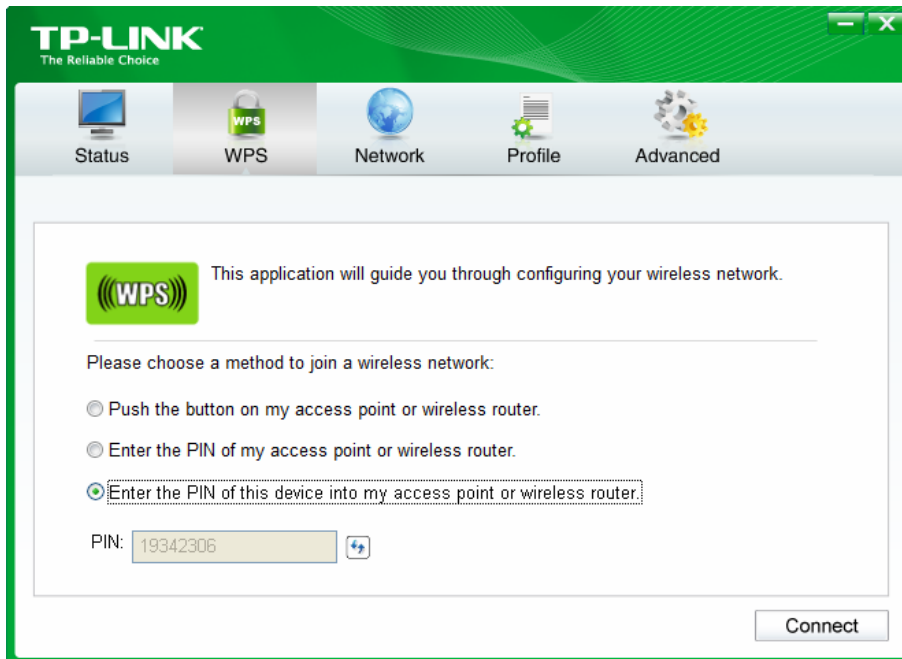 TP-LINK
The Reliable Choice
WPS
Status WPS Network Profile Advanced
WPS
This application will guide you through configuring your wireless network.
Please choose a method to join a wireless network:
Push the button on my access point or wireless router.
Enter the PIN of my access point or wireless router.
Enter the PIN of this device into my access point or wireless router.
PIN: 19342306
Connect